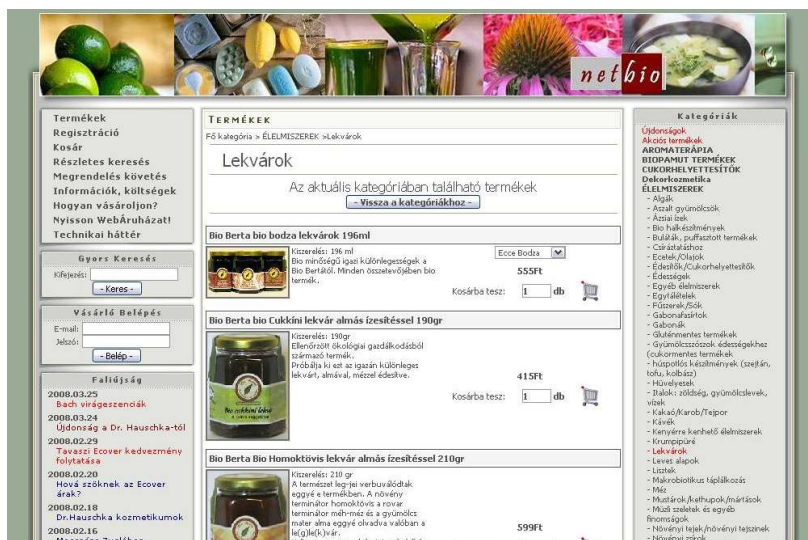 netbio
Termékek
Regisztráció
Kosár
Részletes keresés
Megrendelés követés
Információk, költségek
Hogyan vásároljon?
Nyisson WebÁruházat!
Technikai háttér
Gyors Keresés
Kifejezés:
- Keres -
Vásárló Belépés
E-mail:
Jelszó:
- Belép -
Faliújság
2008.03.25
Bach virágeszenciák
2008.03.24
Újdonság a Dr. Hauschka-tól
2008.02.29
Tavaszi Ecover kedvezmény
folytatása
2008.02.20
Hová szöknek az Ecover
árak?
2008.02.18
Dr.Hauschka kozmetikumok
2008.02.16
TERMÉKEK
Fő kategória > ÉLELMISZEREK >Lekvárok
Lekvárok
Az aktuális kategóriában található termékek
- Vissza a kategóriákhoz -
Bio Berta bio bodza lekvárok 196ml
Kiszerelés: 196 ml
Bio minőségű igazi különlegességek a
Bio Bertától. Minden összetevőjében bio
termék.
Ecce Bodza
555Ft
Kosárba tesz: 1 db
Bio Berta bio Cukkíni lekvár almás ízesítéssel 190gr
Kiszerelés: 190gr
Ellenőrzött ökológiai gazdálkodásból
származó termék.
Próbálja ki ezt az igazán különleges
lekvárt, almával, mézzel édesítve.
415Ft
Kosárba tesz: 1 db
Bio Berta Bio Homoktövis lekvár almás ízesítéssel 210gr
Kiszerelés: 210 gr
A természet leg-jei verbuválódtak
eggyé e termékben. A növény
terminátor homoktövis a rovar
terminátor méh-méz és a gyümölcs
mater alma eggyé olvadva valóban a
le(g)le(k)vár.
599Ft
Kategóriák
Újdonságok
Akciós termékek
AROMATERÁPIA
BIOPAMUT TERMÉKEK
CUKORHELYETTESÍTŐK
Dekorkozmetika
ÉLELMISZEREK
- Algák
- Aszalt gyümölcsök
- Ázsiai ízek
- Bio halkészítmények
- Buláták, puffasztott termékek
- Csíráztatáshoz
- Ecetek/Olajok
- Édesítők/Cukorhelyettesítők
- Édességek
- Egyéb élelmiszerek
- Egytálételek
- Fűszerek/Sók
- Gabonafasírtok
- Gabonák
- Gluténmentes termékek
- Gyümölcsszószok édességekhez
(cukormentes termékek
- húspótlós készítmények (szejtán,
tofu, kolbász)
- Hüvelyesek
- Italok: zöldség, gyümölcslevek,
vizek
- Kakaó/Karob/Tejpor
- Kávék
- Kenyérre kenhető élelmiszerek
- Krumpipüré
- Lekvárok
- Leves alapok
- Lisztek
- Makrobiotikus táplálkozás
- Méz
- Mustárok/kethupok/mártások
- Müzli szeletek és egyéb
finomságok
- Növényi tejek/növényi tejszínek